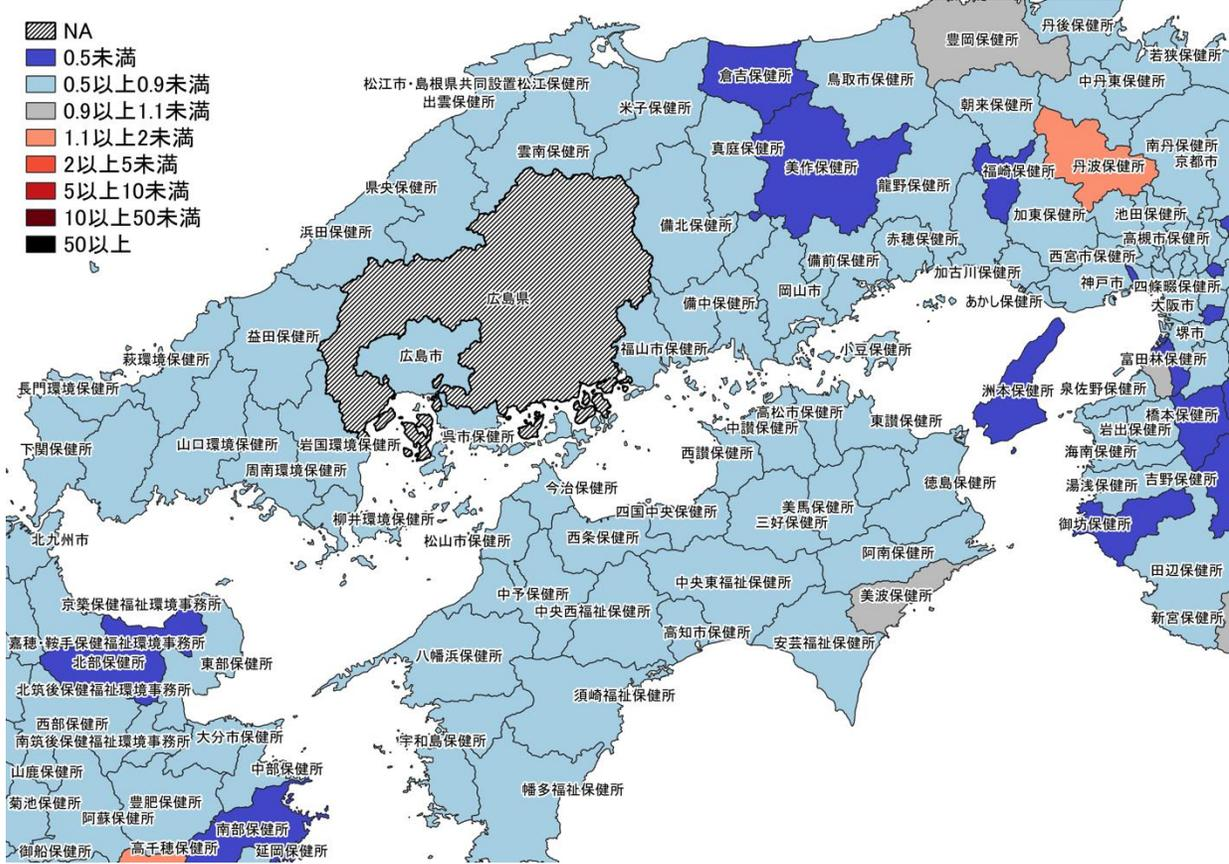 NA
0.5未満
0.5以上0.9未満
0.9以上1.1未満
1.1以上2未満
2以上5未満
5以上10未満
10以上50未満
50以上
丹後保健所
豊岡保健所
若狭保健所
倉吉保健所
鳥取市保健所
中丹東保健所
松江市・島根県共同設置松江保健所
出雲保健所
米子保健所
朝来保健所
雲南保健所
真庭保健所
美作保健所
福崎保健所
丹波保健所
南丹保健所
京都市
県央保健所
龍野保健所
浜田保健所
備北保健所
赤穂保健所
加東保健所
池田保健所
高槻市保健所
備前保健所
西宮市保健所
加古川保健所
神戸市
四條畷保健所
広島県
備中保健所
岡山市
あかし保健所
大阪市
益田保健所
広島市
福山市保健所
小豆保健所
堺市
萩環境保健所
富田林保健所
長門環境保健所
洲本保健所
泉佐野保健所
高松市保健所
中讃保健所
東讃保健所
橋本保健所
岩出保健所
下関保健所
山口環境保健所
岩国環境保健所
呉市保健所
西讃保健所
海南保健所
周南環境保健所
今治保健所
徳島保健所
湯浅保健所
吉野保健所
柳井環境保健所
四国中央保健所
美馬保健所
三好保健所
御坊保健所
北九州市
松山市保健所
西条保健所
阿南保健所
田辺保健所
中予保健所
中央東福祉保健所
美波保健所
京築保健福祉環境事務所
中央西福祉保健所
新宮保健所
嘉穂・鞍手保健福祉環境事務所
高知市保健所
安芸福祉保健所
北部保健所
東部保健所
八幡浜保健所
北筑後保健福祉環境事務所
須崎福祉保健所
西部保健所
南筑後保健福祉環境事務所
大分市保健所
宇和島保健所
山鹿保健所
中部保健所
菊池保健所
豊肥保健所
幡多福祉保健所
阿蘇保健所
南部保健所
御船保健所
高千穂保健所
延岡保健所